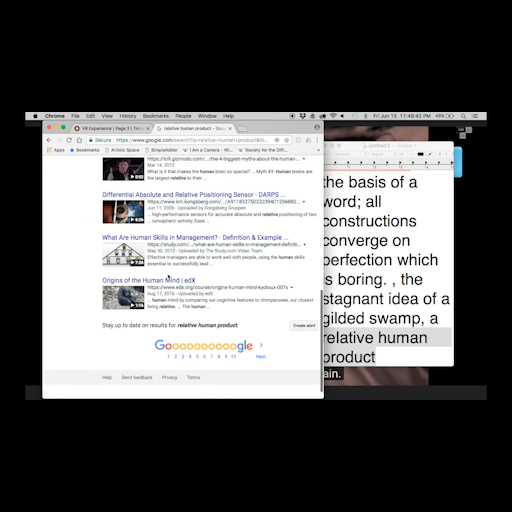 Chrome File Edit View History Bookmarks People Window Help
Fri Jun 15 11:49:42 PM 49%
VR Experience | Page 3 | Tenti
relative human product - Goo
Secure https://www.google.com/search?q=relative+human+product&tb
Apps Bookmarks Artists Space SimpleAdder I Am a Camera - Wi Society for the Diff...
https://io9.gizmodo.com/.../the-4-biggest-myths-about-the-human...
Mar 14, 2012
What is it that makes the human brain so special? ... Myth #3: Human brains are
the largest relative to their ...
Differential Absolute and Relative Positioning Sensor - DARPS ...
https://www.km.kongsberg.com/.../A911832750222394C1256BB2...
Jun 11, 2008 - Uploaded by Kongsberg Gruppen
... high-performance sensors for accurate absolute and relative positioning of two
ionospheric Environment, Ease ...
What Are Human Skills in Management? - Definition & Example ...
https://study.com/.../what-are-human-skills-in-management-definiti...
May 30, 2015 - Uploaded by The Study.com Video Team
Effective managers are able to work well with people, using the human skills
essential to successfully lead ...
Origins of the Human Mind | edX
https://www.edx.org/course/origins-human-mind-kyotoux-007x
Aug 17, 2016 - Uploaded by edX
... human mind by comparing our cognitive features to chimpanzees, our closest
living relative. ... The human ...
Stay up to date on results for relative human product.
Create alert
Goooooooooogle
1 2 3 4 5 6 7 8 9 10 Next
Help Send feedback Privacy Terms
Untitled 2
the basis of a
word; all
constructions
converge on
perfection which
is boring. , the
stagnant idea of a
gilded swamp, a
relative human
product
ain.